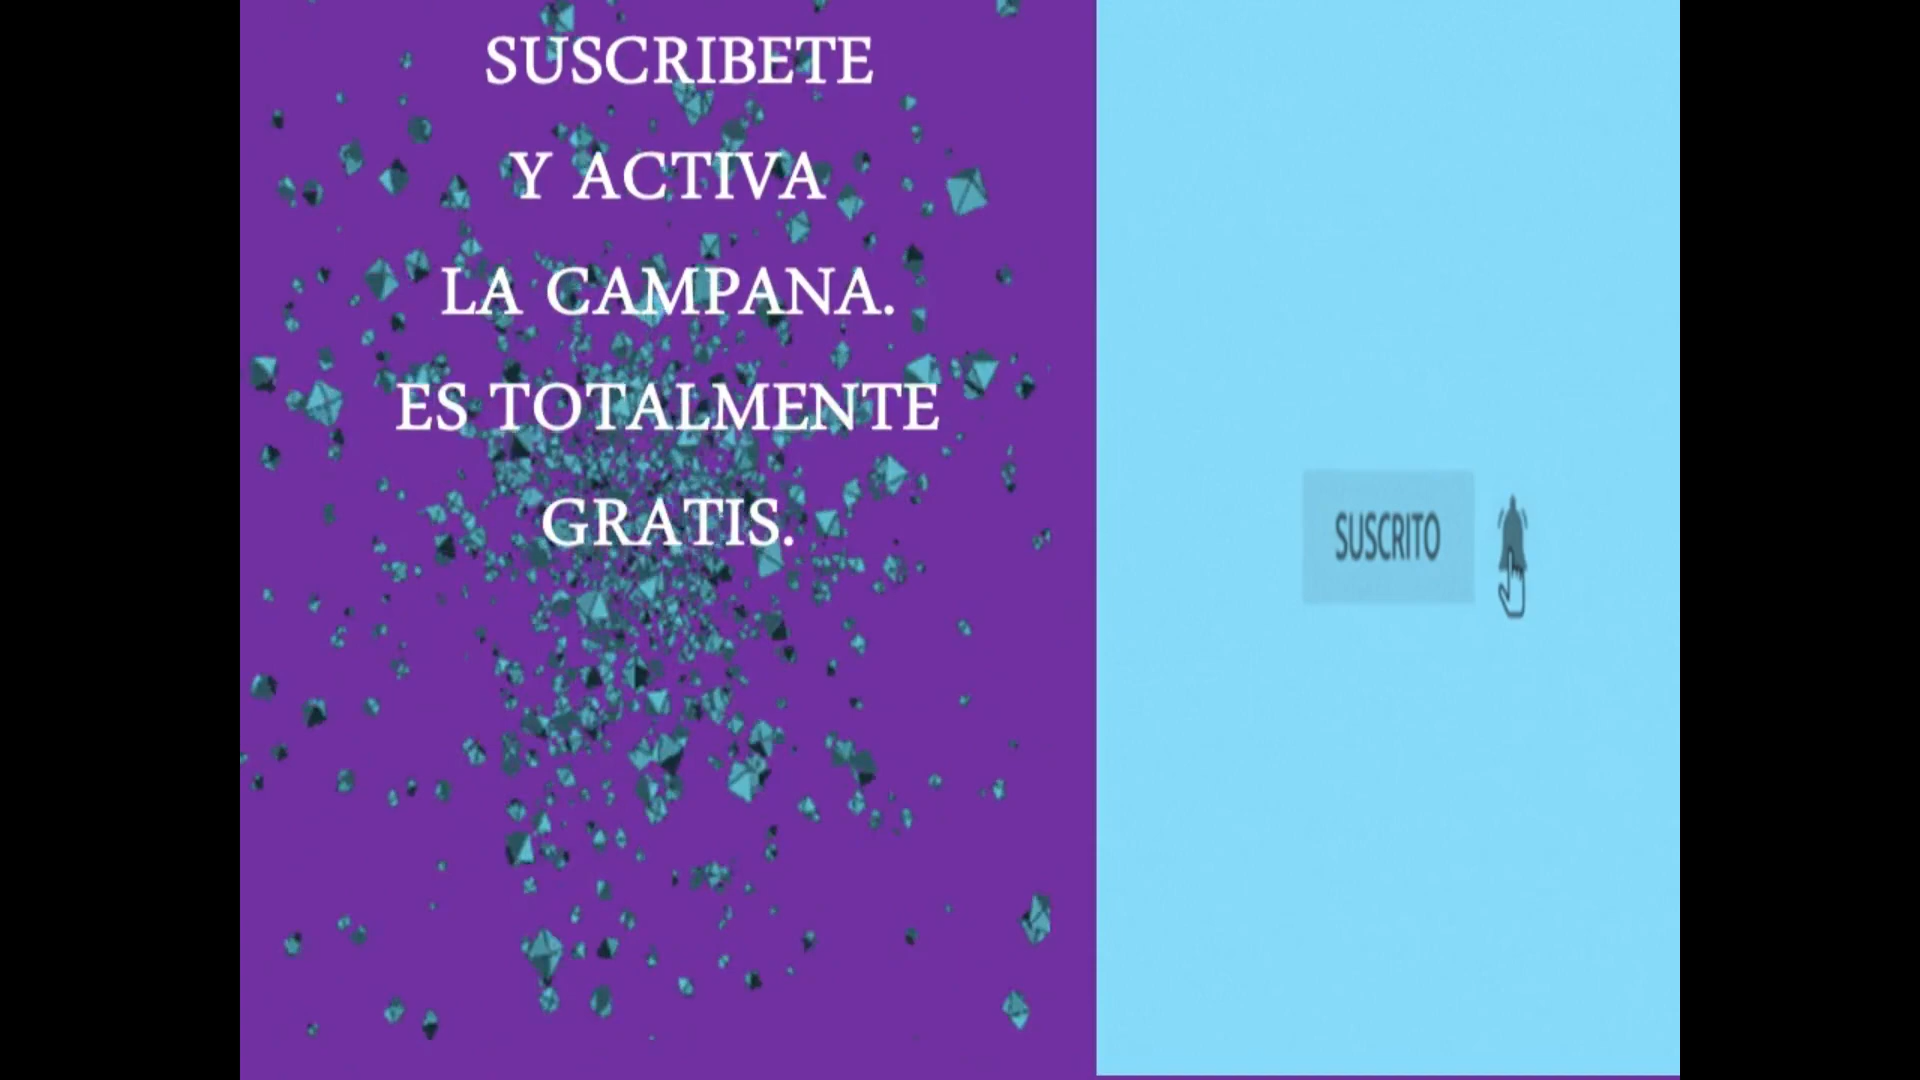 SUSCRIBETE
Y ACTIVA
LA CAMPANA.
ES TOTALMENTE
GRATIS.
SUSCRITO